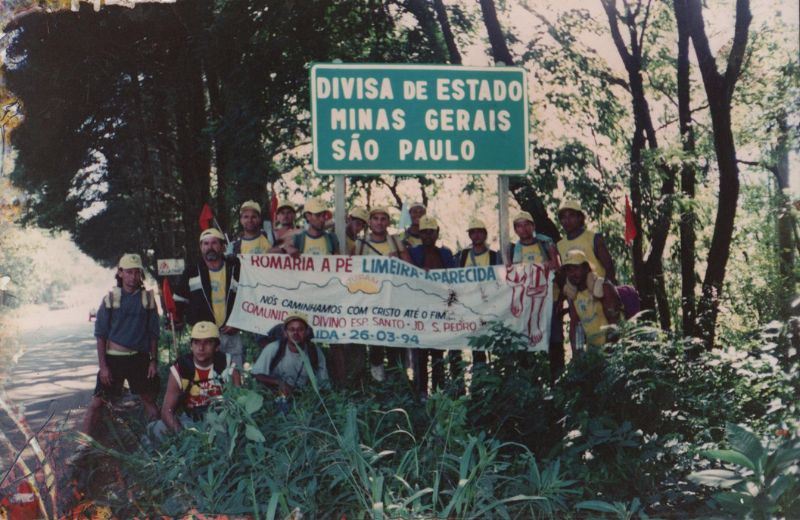 DIVISA DE ESTADO
MINAS GERAIS
SÃO PAULO
ROMARIA A PÉ LIMEIRA-APARECIDA
NÓS CAMINHAMOS COM CRISTO ATÉ O FIM...
COMUNIDADE DIVINO ESP. SANTO - JD. S. PEDRO
IDA - 26-03-94